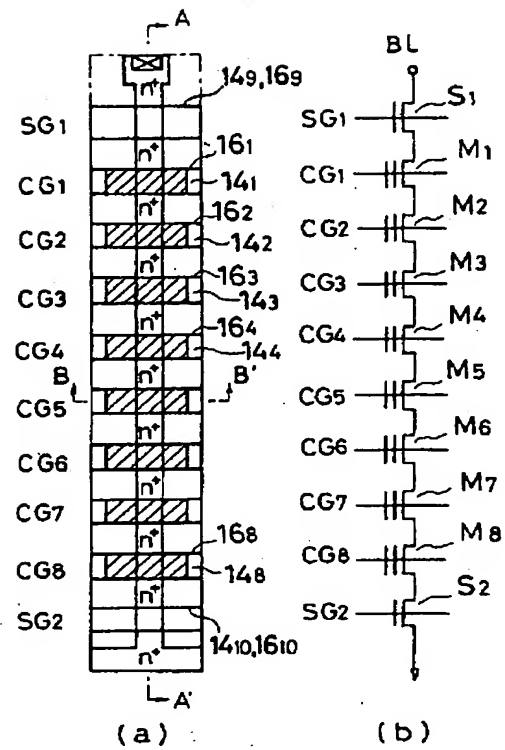 A
n+
14₉,16₉
SG1
n+
16₁
CG1
14₁
n+
16₂
CG2
14₂
n+
16₃
CG3
14₃
n+
16₄
CG4
14₄
n+
B
B'
CG5
n+
CG6
n+
CG7
n+
16₈
CG8
14₈
n+
SG2
14₁₀,16₁₀
n+
A'
(a)
BL
S₁
SG1
M₁
CG1
M₂
CG2
M₃
CG3
M₄
CG4
M₅
CG5
M₆
CG6
M₇
CG7
M₈
CG8
S₂
SG2
(b)